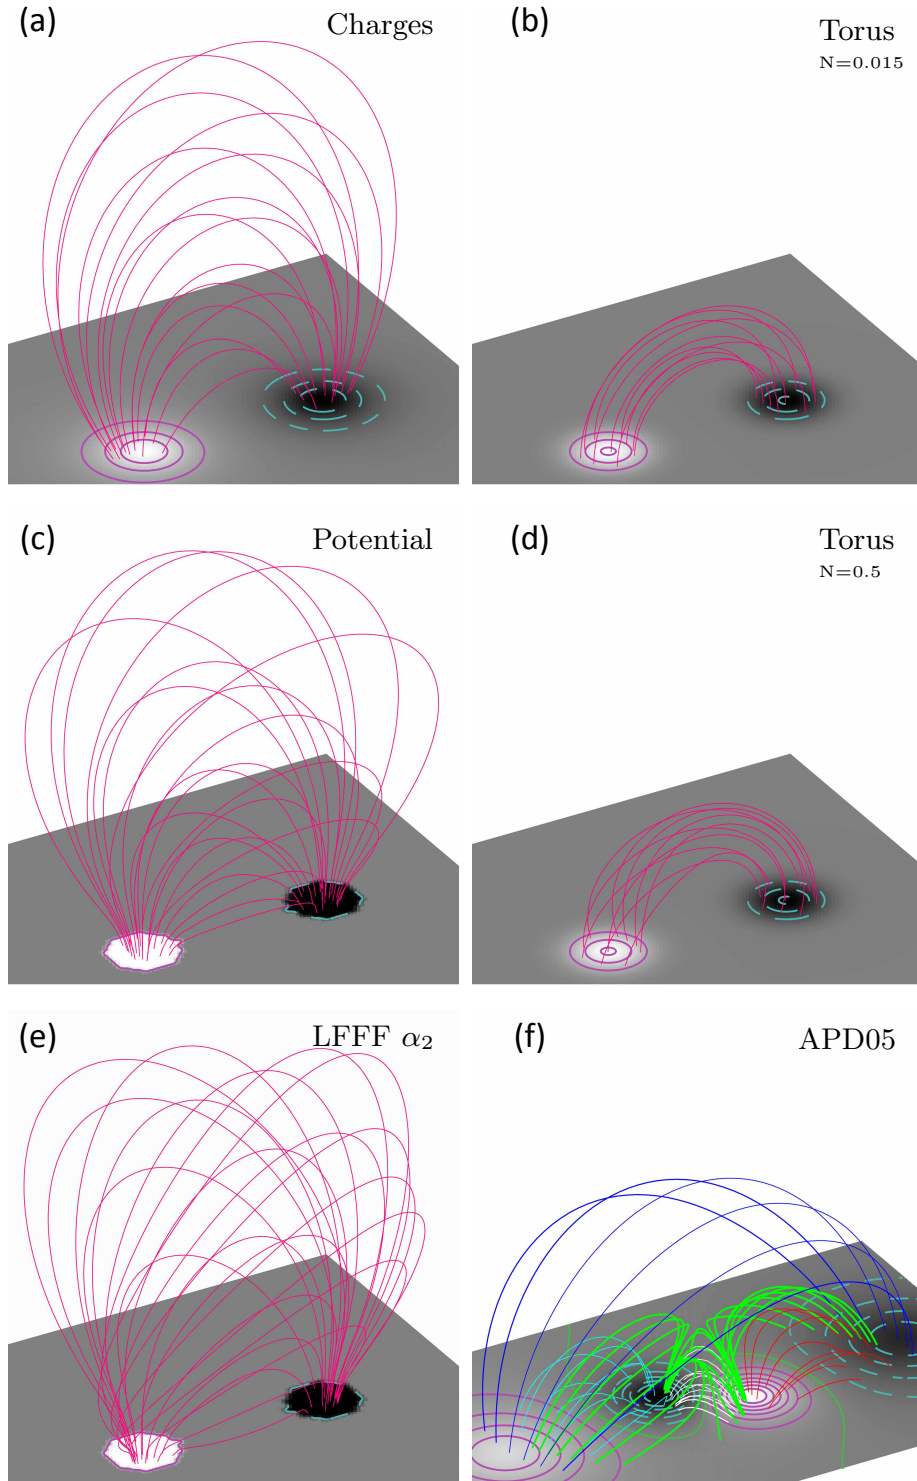 (a)
Charges
(b)
Torus
N=0.015
(c)
Potential
(d)
Torus
N=0.5
(e)
LFFF α₂
(f)
APD05